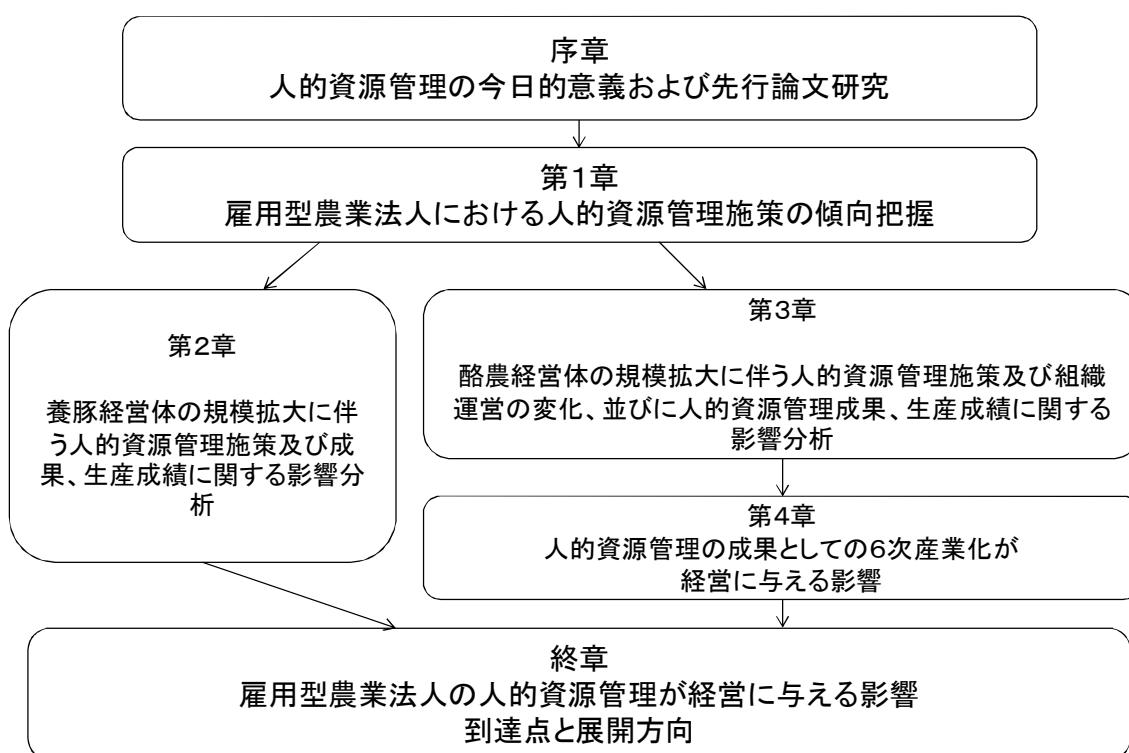 序章
人的資源管理の今日的意義および先行論文研究
第1章
雇用型農業法人における人的資源管理施策の傾向把握
第2章
養豚経営体の規模拡大に伴
う人的資源管理施策及び成
果、生産成績に関する影響分
析
第3章
酪農経営体の規模拡大に伴う人的資源管理施策及び組織
運営の変化、並びに人的資源管理成果、生産成績に関する
影響分析
第4章
人的資源管理の成果としての6次産業化が
経営に与える影響
終章
雇用型農業法人の人的資源管理が経営に与える影響
到達点と展開方向